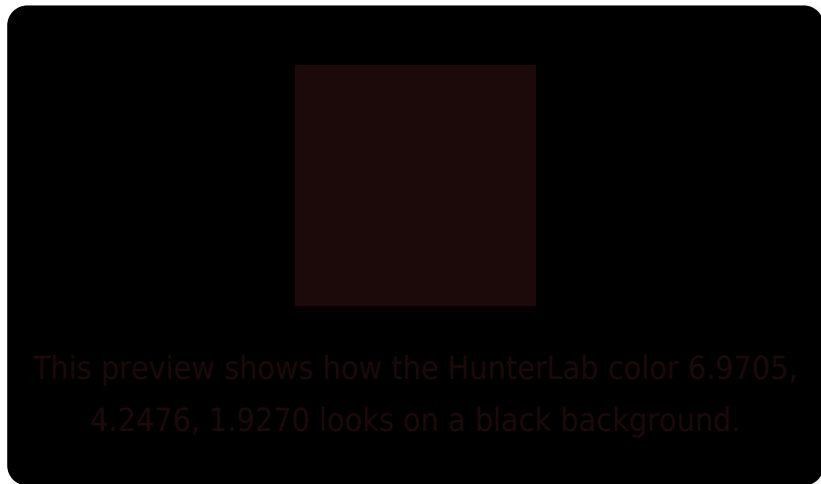 This preview shows how the HunterLab color 6.9705,
4.2476, 1.9270 looks on a black background.